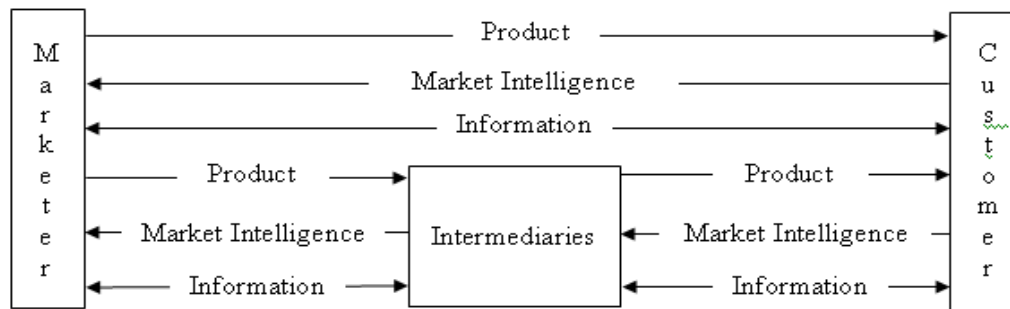 Marketer
Product
Customer
Market Intelligence
Information
Product
Product
Market Intelligence
Intermediaries
Market Intelligence
Information
Information